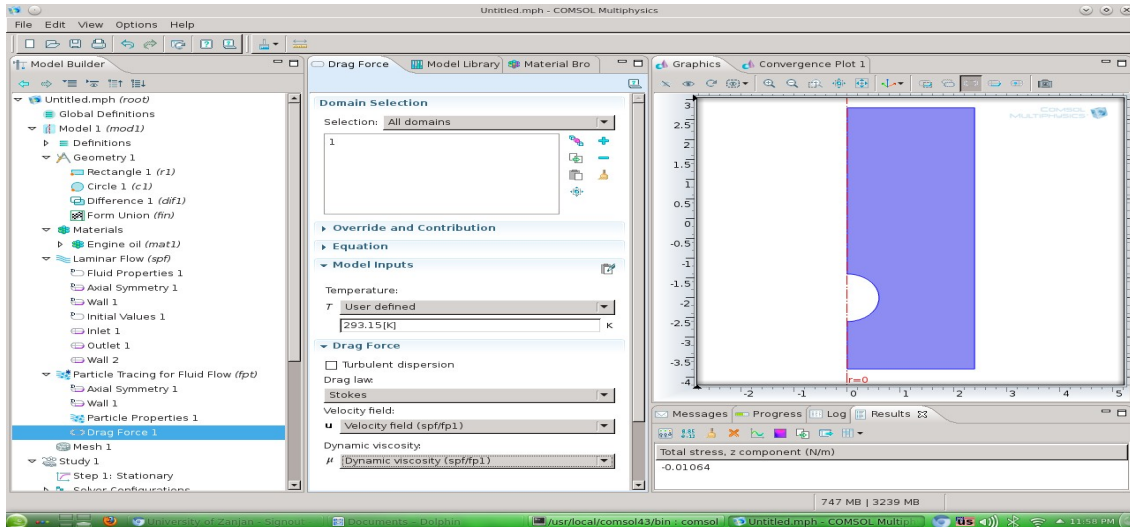 Untitled.mph - COMSOL Multiphysics
File Edit View Options Help
Model Builder
Untitled.mph (root)
Global Definitions
Model 1 (mod1)
Definitions
Geometry 1
Rectangle 1 (r1)
Circle 1 (c1)
Difference 1 (dif1)
Form Union (fin)
Materials
Engine oil (mat1)
Laminar Flow (spf)
Fluid Properties 1
Axial Symmetry 1
Wall 1
Initial Values 1
Inlet 1
Outlet 1
Wall 2
Particle Tracing for Fluid Flow (fpt)
Axial Symmetry 1
Wall 1
Particle Properties 1
Drag Force 1
Mesh 1
Study 1
Step 1: Stationary
Solver Configurations
Drag Force Model Library Material Bro
Domain Selection
Selection: All domains
1
Override and Contribution
Equation
Model Inputs
Temperature:
T User defined
293.15[K] K
Drag Force
Turbulent dispersion
Drag law:
Stokes
Velocity field:
u Velocity field (spf/fp1)
Dynamic viscosity:
μ Dynamic viscosity (spf/fp1)
Graphics Convergence Plot 1
COMSOL
MULTIPHYSICS
3
2.5
2
1.5
1
0.5
0
-0.5
-1
-1.5
-2
-2.5
-3
-3.5
-4
r=0
-2 -1 0 1 2 3 4 5
Messages Progress Log Results
Total stress, z component (N/m)
-0.01064
747 MB | 3239 MB
University of Zanjan - Signout Documents - Dolphin /usr/local/comsol43/bin : comsol Untitled.mph - COMSOL Multip us 11:58 PM